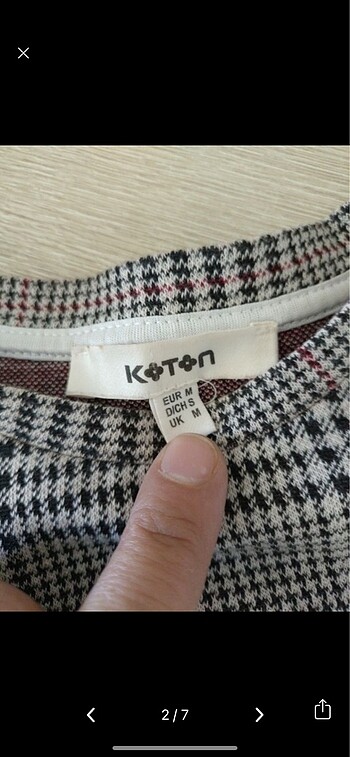 KOTON
EUR M
D/CH S
UK M
2/7